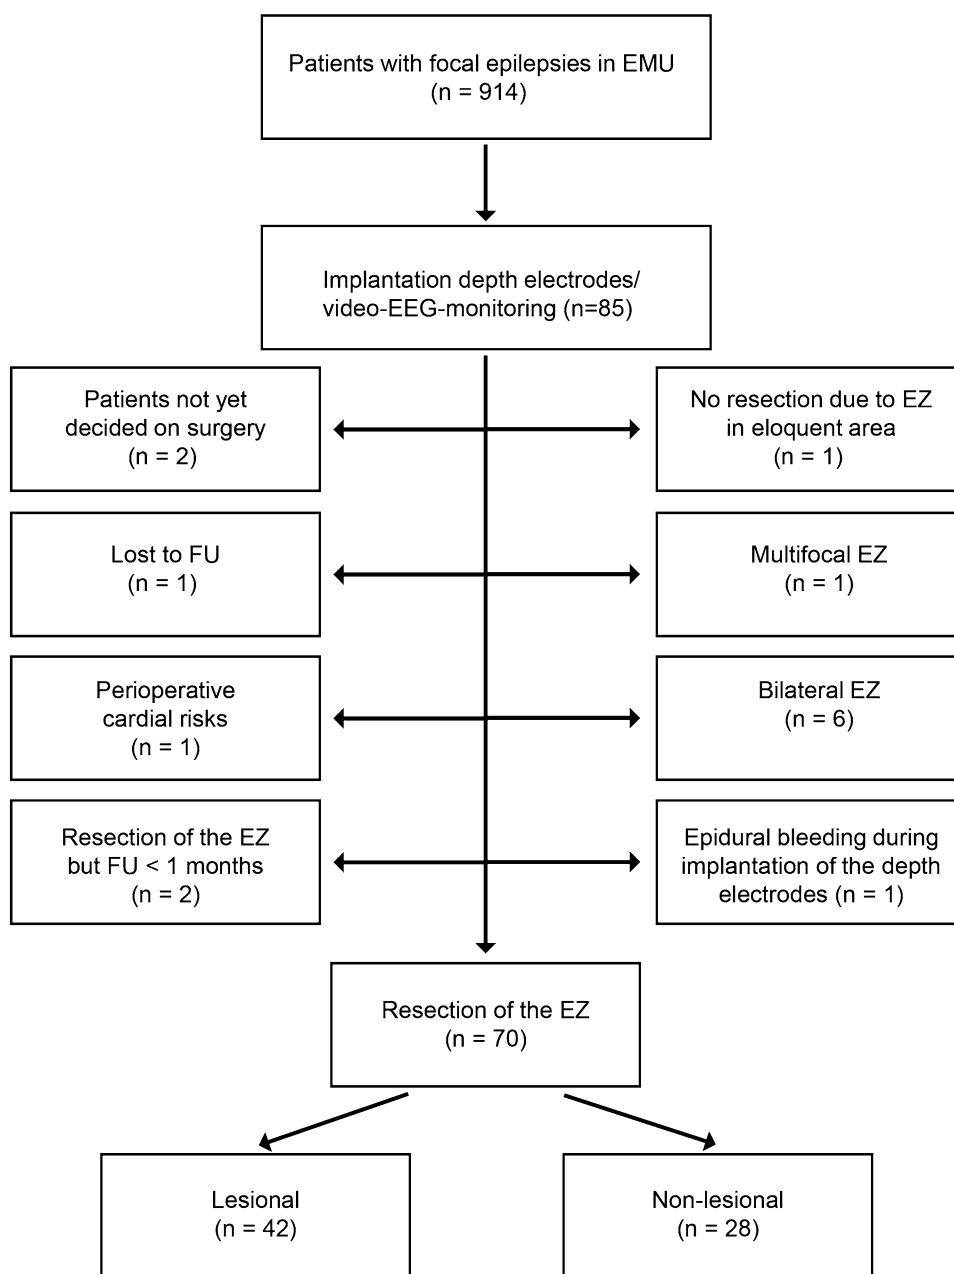 Patients with focal epilepsies in EMU
(n = 914)
Implantation depth electrodes/
video-EEG-monitoring (n=85)
Patients not yet
decided on surgery
(n = 2)
No resection due to EZ
in eloquent area
(n = 1)
Lost to FU
(n = 1)
Multifocal EZ
(n = 1)
Perioperative
cardial risks
(n = 1)
Bilateral EZ
(n = 6)
Resection of the EZ
but FU < 1 months
(n = 2)
Epidural bleeding during
implantation of the depth
electrodes (n = 1)
Resection of the EZ
(n = 70)
Lesional
(n = 42)
Non-lesional
(n = 28)